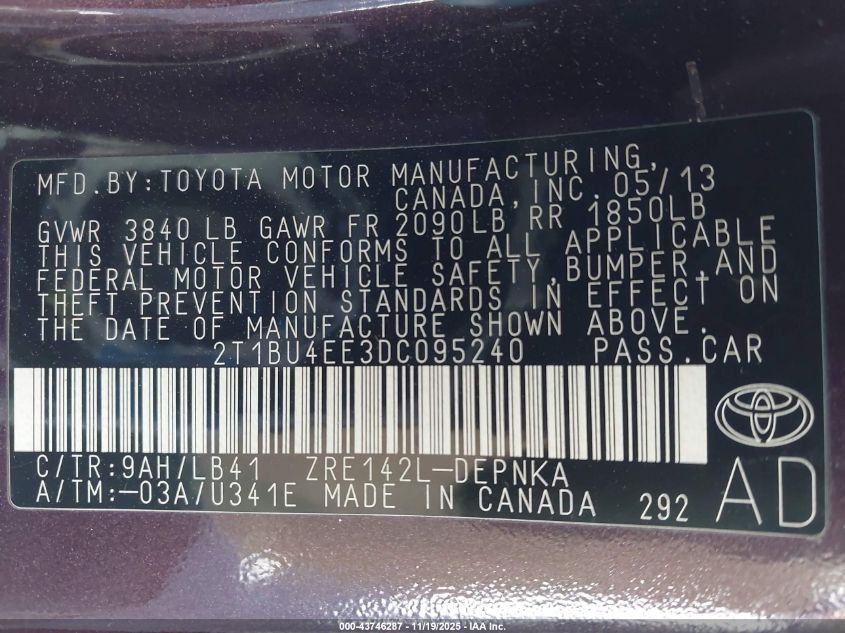 MFD.BY:TOYOTA MOTOR MANUFACTURING,
CANADA,INC. 05/13
GVWR 3840 LB GAWR FR 2090LB RR 1850LB
THIS VEHICLE CONFORMS TO ALL APPLICABLE
FEDERAL MOTOR VEHICLE SAFETY,BUMPER,AND
THEFT PREVENTION STANDARDS IN EFFECT ON
THE DATE OF MANUFACTURE SHOWN ABOVE.
2T1BU4EE3DC095240 PASS.CAR
C/TR:9AH/LB41 ZRE142L-DEPNKA
A/TM:-03A/U341E MADE IN CANADA 292
AD
000-43746287 - 11/19/2025 - IAA Inc.